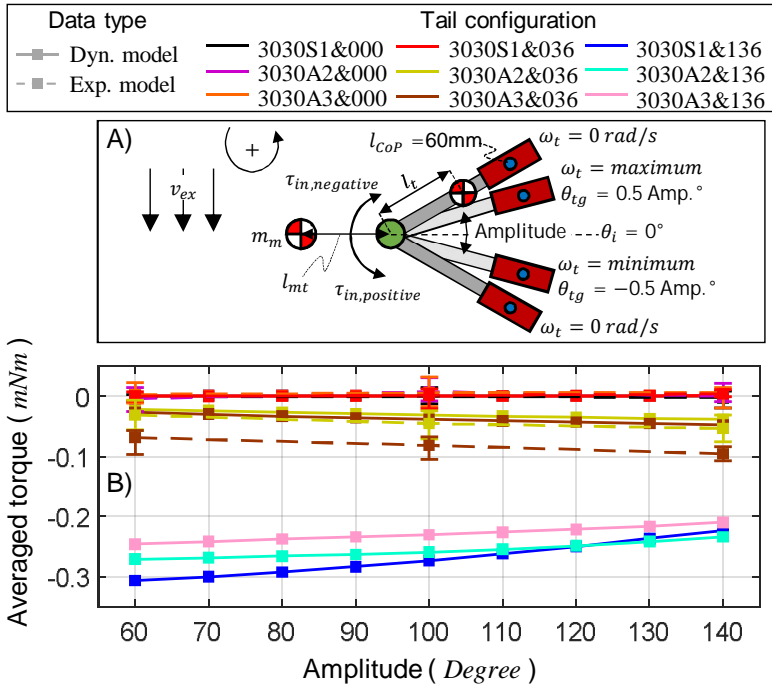 Data type
Tail configuration
Dyn. model
Exp. model
3030S1&000
3030S1&036
3030S1&136
3030A2&000
3030A2&036
3030A2&136
3030A3&000
3030A3&036
3030A3&136
A)
l_CoP =60mm
ω_t = 0 rad/s
+
v_ex
τ_in,negative
l_t
ω_t = maximum
θ_tg = 0.5 Amp.°
m_m
Amplitude
θ_i = 0°
l_mt
τ_in,positive
ω_t = minimum
θ_tg = −0.5 Amp.°
ω_t = 0 rad/s
Averaged torque ( mNm )
0
-0.1
-0.2
-0.3
B)
60 70 80 90 100 110 120 130 140
Amplitude ( Degree )